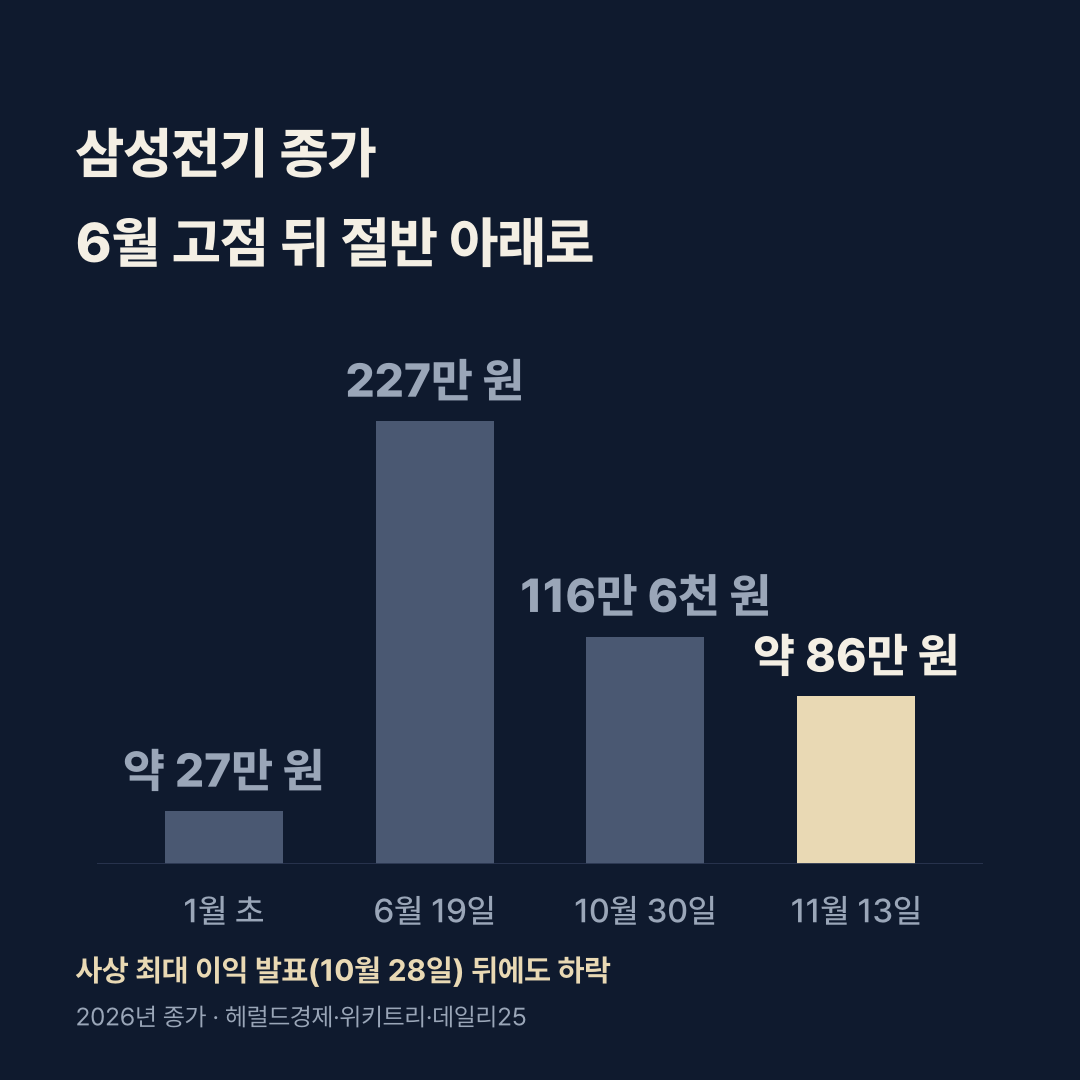 삼성전기 종가
6월 고점 뒤 절반 아래로
227만 원
116만 6천 원
약 86만 원
약 27만 원
1월 초
6월 19일
10월 30일
11월 13일
사상 최대 이익 발표(10월 28일) 뒤에도 하락
2026년 종가 · 헤럴드경제·위키트리·데일리25